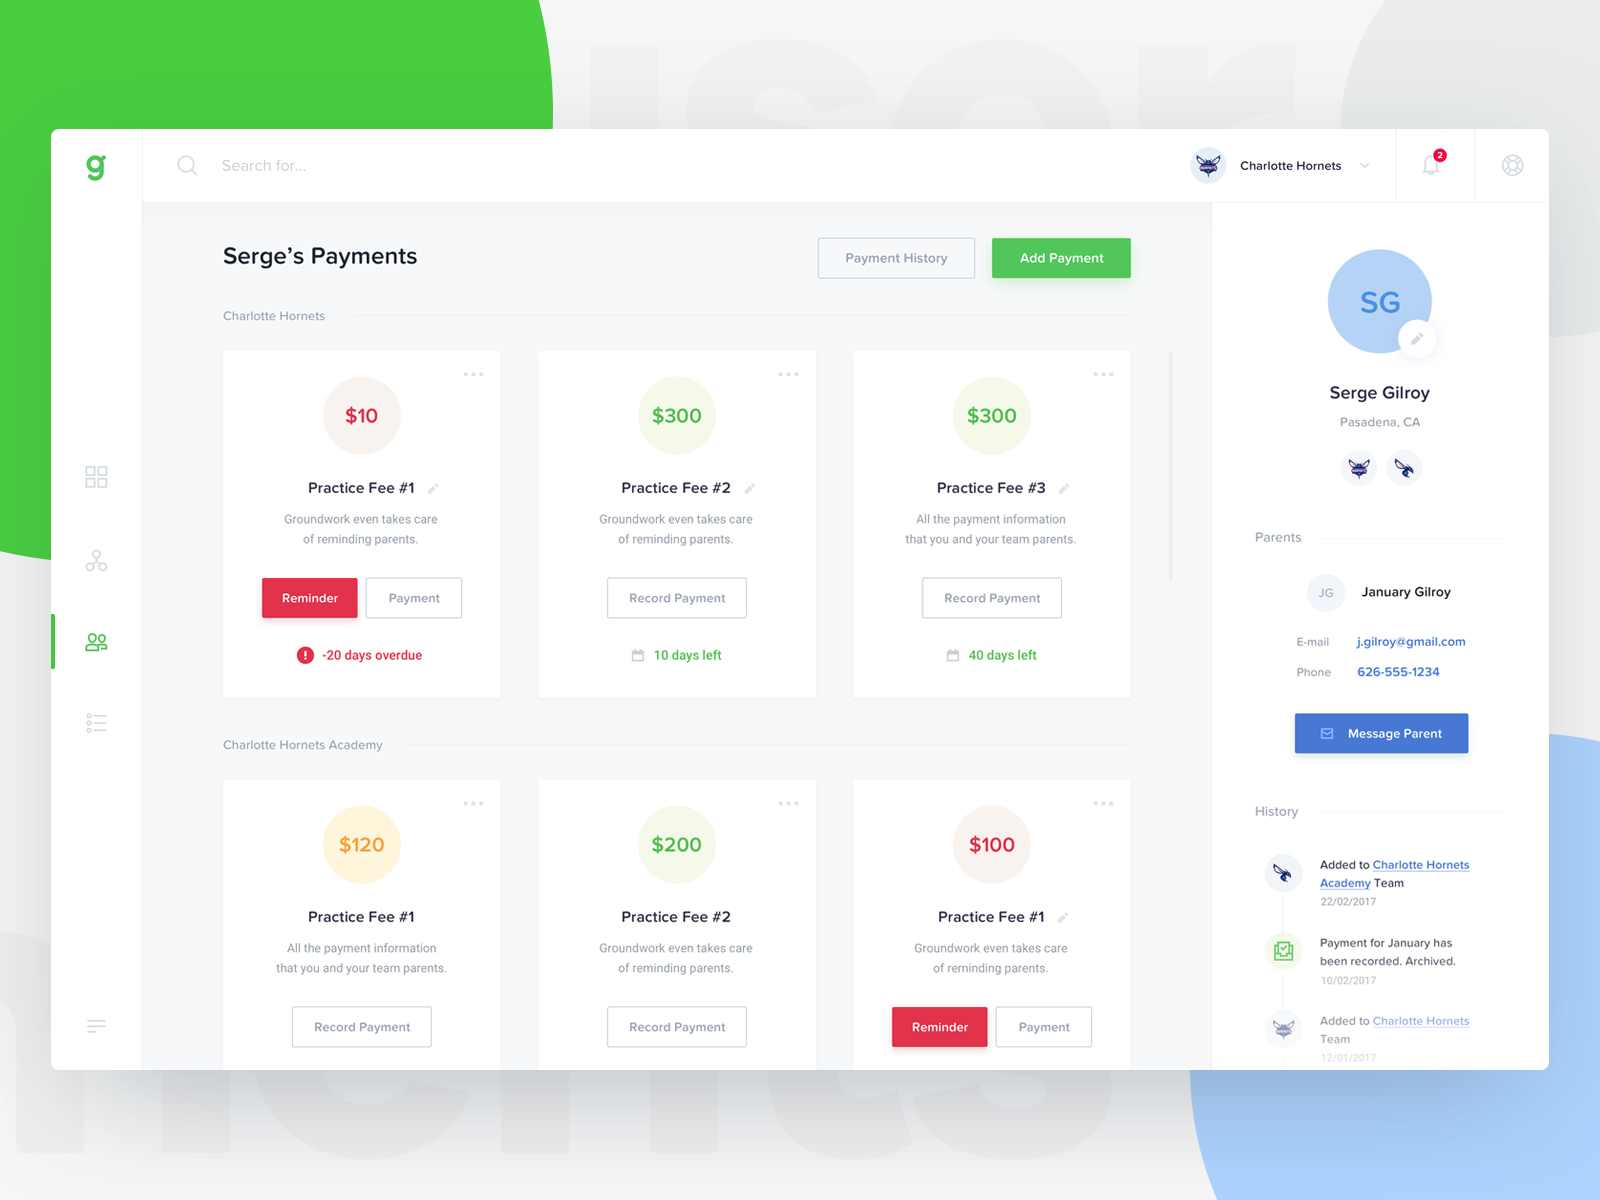 g
Search for...
Charlotte Hornets
2
Serge’s Payments
Payment History
Add Payment
Charlotte Hornets
$10
Practice Fee #1
Groundwork even takes care
of reminding parents.
Reminder
Payment
! -20 days overdue
$300
Practice Fee #2
Groundwork even takes care
of reminding parents.
Record Payment
10 days left
$300
Practice Fee #3
All the payment information
that you and your team parents.
Record Payment
40 days left
Charlotte Hornets Academy
$120
Practice Fee #1
All the payment information
that you and your team parents.
Record Payment
$200
Practice Fee #2
Groundwork even takes care
of reminding parents.
Record Payment
$100
Practice Fee #1
Groundwork even takes care
of reminding parents.
Reminder
Payment
SG
Serge Gilroy
Pasadena, CA
Parents
JG
January Gilroy
E-mail j.gilroy@gmail.com
Phone 626-555-1234
Message Parent
History
Added to Charlotte Hornets
Academy Team
22/02/2017
Payment for January has
been recorded. Archived.
10/02/2017
Added to Charlotte Hornets
Team
12/01/2017